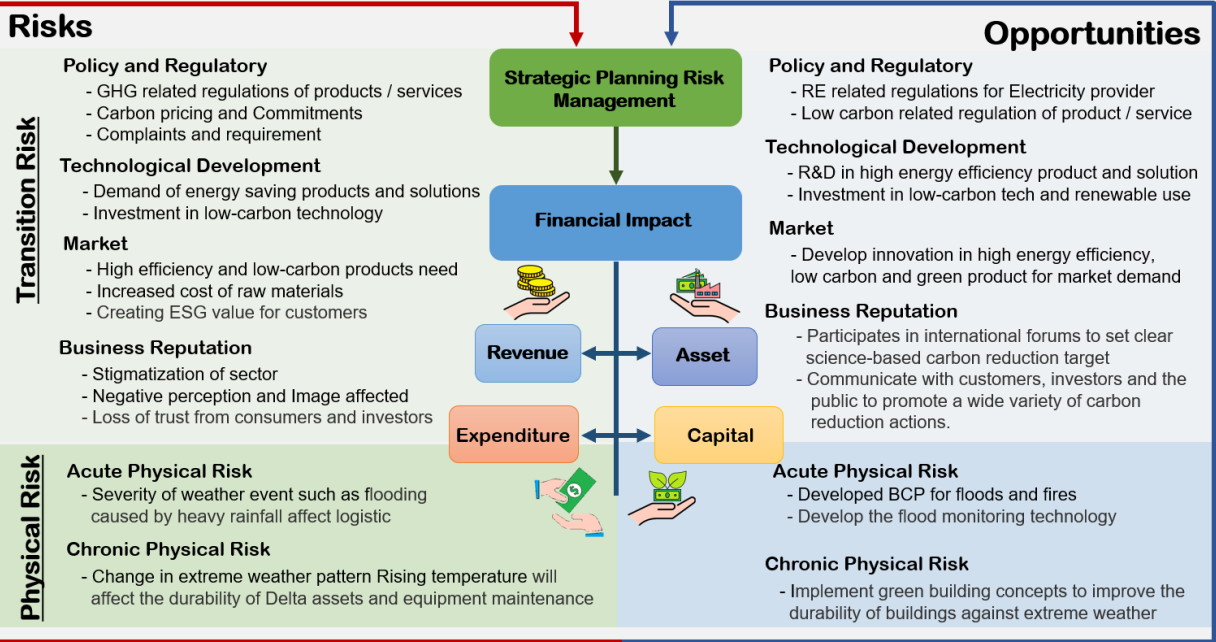 Risks
Transition Risk
Policy and Regulatory
- GHG related regulations of products / services
- Carbon pricing and Commitments
- Complaints and requirement
Technological Development
- Demand of energy saving products and solutions
- Investment in low-carbon technology
Market
- High efficiency and low-carbon products need
- Increased cost of raw materials
- Creating ESG value for customers
Business Reputation
- Stigmatization of sector
- Negative perception and Image affected
- Loss of trust from consumers and investors
Physical Risk
Acute Physical Risk
- Severity of weather event such as flooding
caused by heavy rainfall affect logistic
Chronic Physical Risk
- Change in extreme weather pattern Rising temperature will
affect the durability of Delta assets and equipment maintenance
Strategic Planning Risk
Management
Financial Impact
Revenue
Asset
Expenditure
Capital
Opportunities
Policy and Regulatory
- RE related regulations for Electricity provider
- Low carbon related regulation of product / service
Technological Development
- R&D in high energy efficiency product and solution
- Investment in low-carbon tech and renewable use
Market
- Develop innovation in high energy efficiency,
low carbon and green product for market demand
Business Reputation
- Participates in international forums to set clear
science-based carbon reduction target
- Communicate with customers, investors and the
public to promote a wide variety of carbon
reduction actions.
Acute Physical Risk
- Developed BCP for floods and fires
- Develop the flood monitoring technology
Chronic Physical Risk
- Implement green building concepts to improve the
durability of buildings against extreme weather